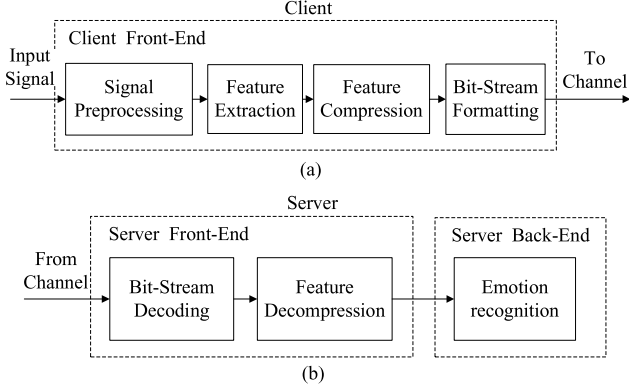 Client
Client Front-End
Input
Signal
Signal
Preprocessing
Feature
Extraction
Feature
Compression
Bit-Stream
Formatting
To
Channel
(a)
Server
Server Front-End
Server Back-End
From
Channel
Bit-Stream
Decoding
Feature
Decompression
Emotion
recognition
(b)